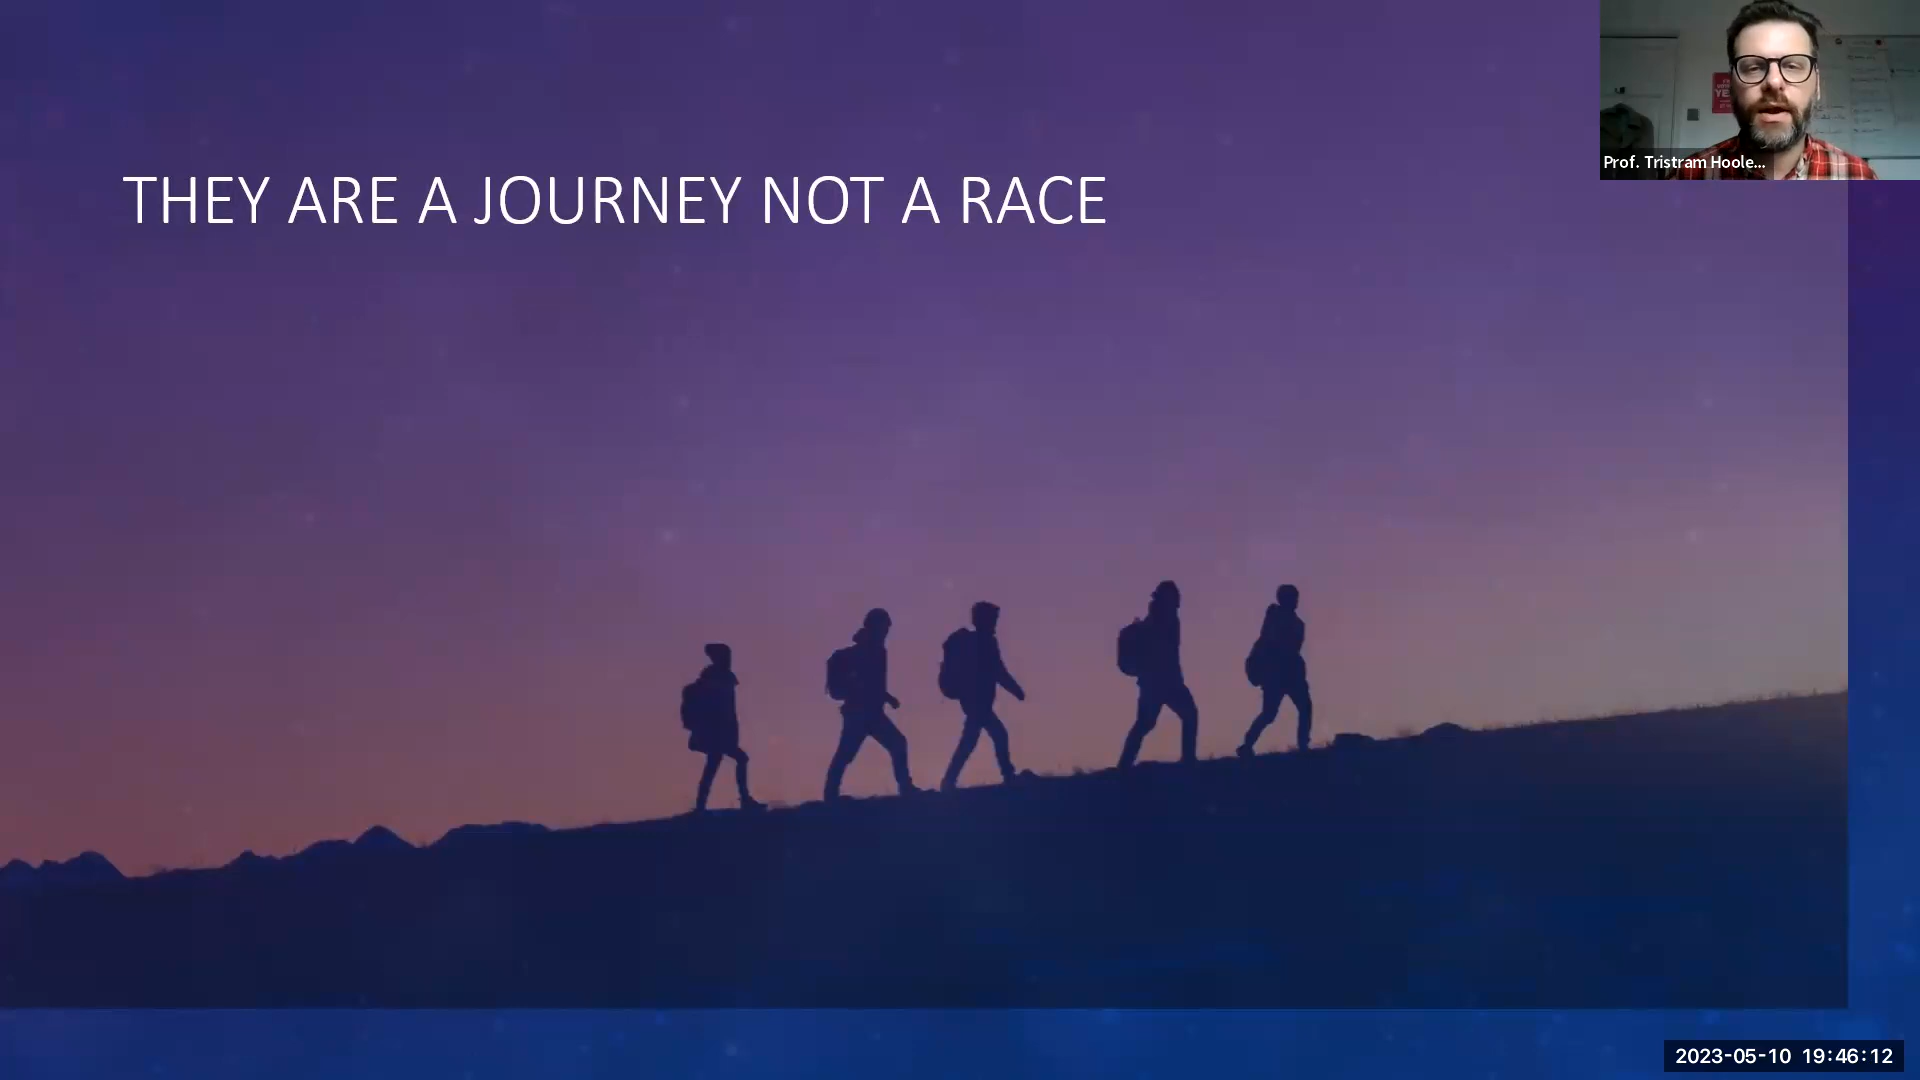 THEY ARE A JOURNEY NOT A RACE
Prof. Tristram Hoole...
2023-05-10 19:46:12